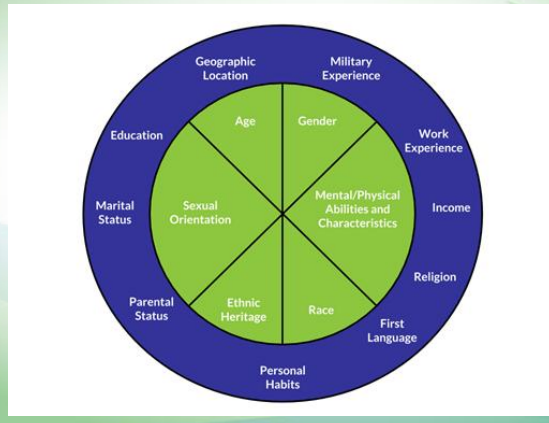 Geographic
Location
Military
Experience
Age
Gender
Education
Work
Experience
Marital
Status
Sexual
Orientation
Mental/Physical
Abilities and
Characteristics
Income
Religion
Parental
Status
Ethnic
Heritage
Race
First
Language
Personal
Habits